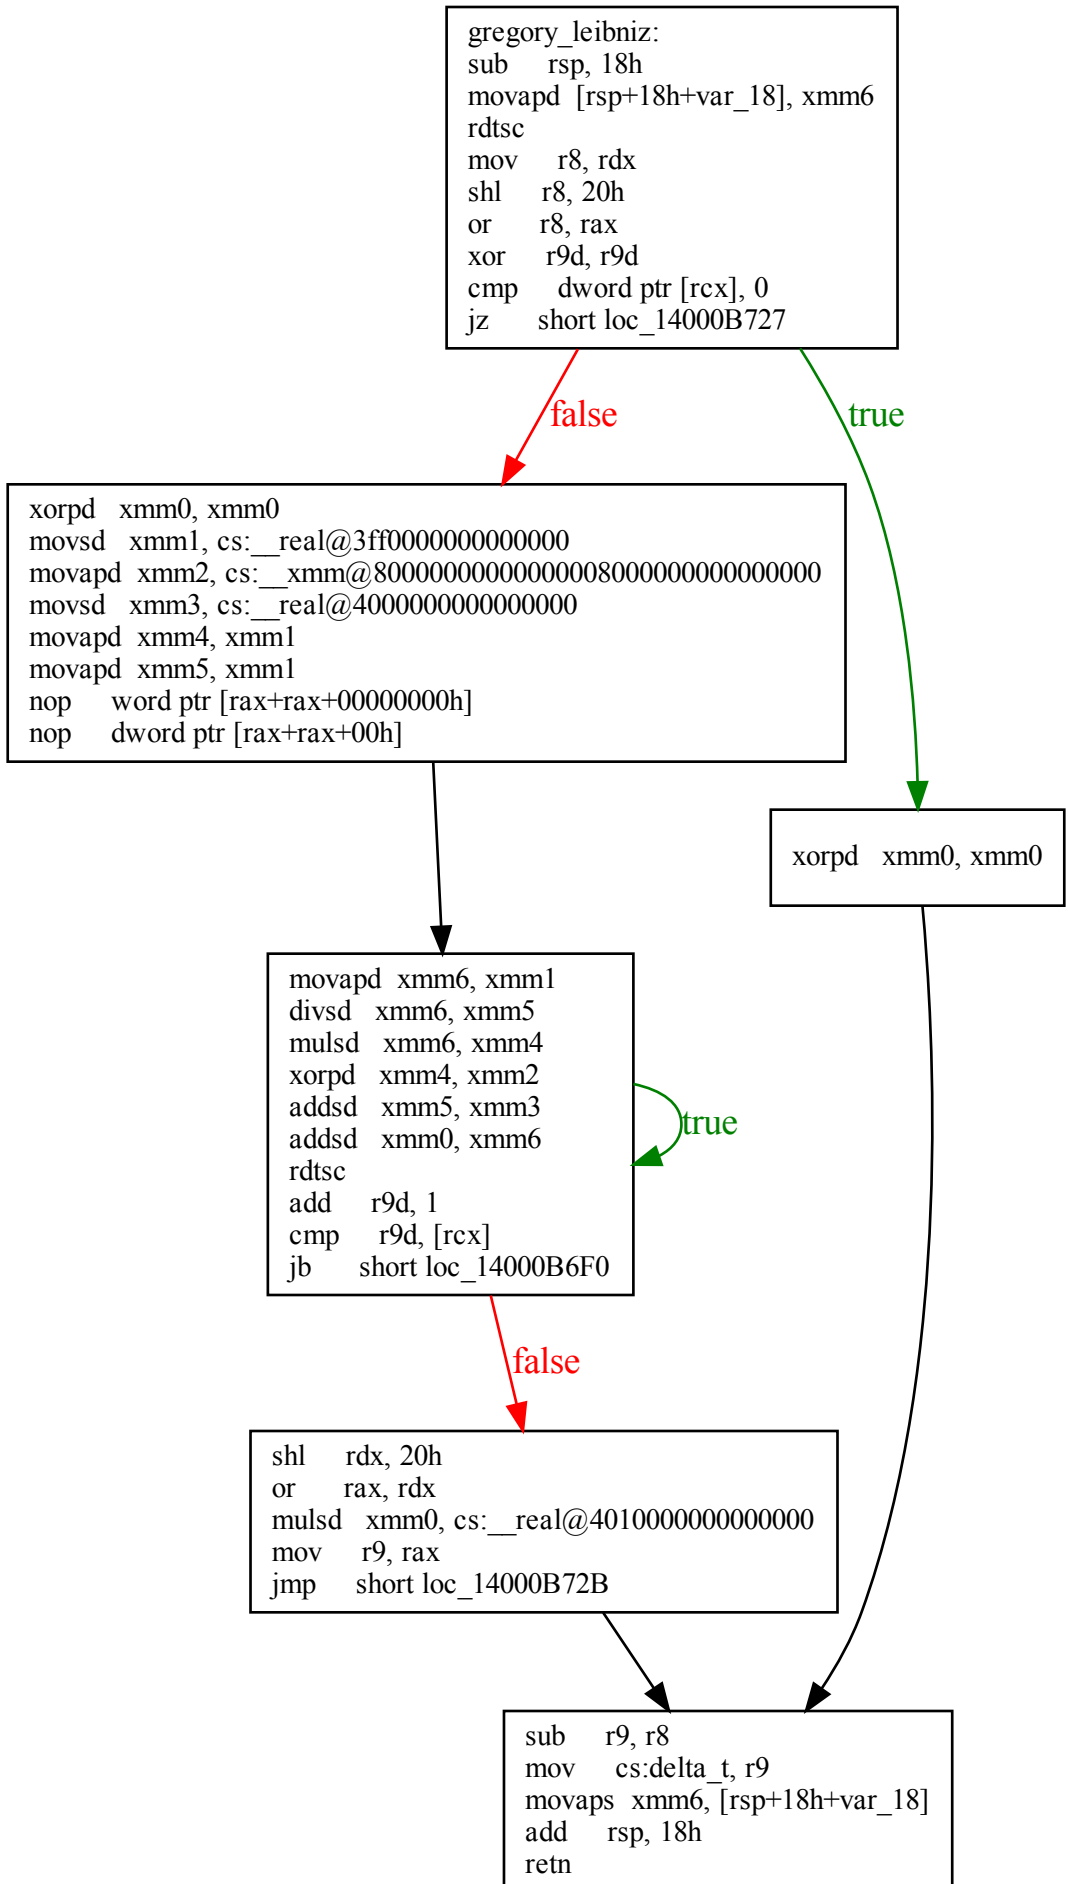 gregory_leibniz:
sub rsp, 18h
movapd [rsp+18h+var_18], xmm6
rdtsc
mov r8, rdx
shl r8, 20h
or r8, rax
xor r9d, r9d
cmp dword ptr [rcx], 0
jz short loc_14000B727
false
true
xorpd xmm0, xmm0
movsd xmm1, cs:__real@3ff0000000000000
movapd xmm2, cs:__xmm@80000000000000008000000000000000
movsd xmm3, cs:__real@4000000000000000
movapd xmm4, xmm1
movapd xmm5, xmm1
nop word ptr [rax+rax+00000000h]
nop dword ptr [rax+rax+00h]
xorpd xmm0, xmm0
movapd xmm6, xmm1
divsd xmm6, xmm5
mulsd xmm6, xmm4
xorpd xmm4, xmm2
addsd xmm5, xmm3
addsd xmm0, xmm6
rdtsc
add r9d, 1
cmp r9d, [rcx]
jb short loc_14000B6F0
true
false
shl rdx, 20h
or rax, rdx
mulsd xmm0, cs:__real@4010000000000000
mov r9, rax
jmp short loc_14000B72B
sub r9, r8
mov cs:delta_t, r9
movaps xmm6, [rsp+18h+var_18]
add rsp, 18h
retn